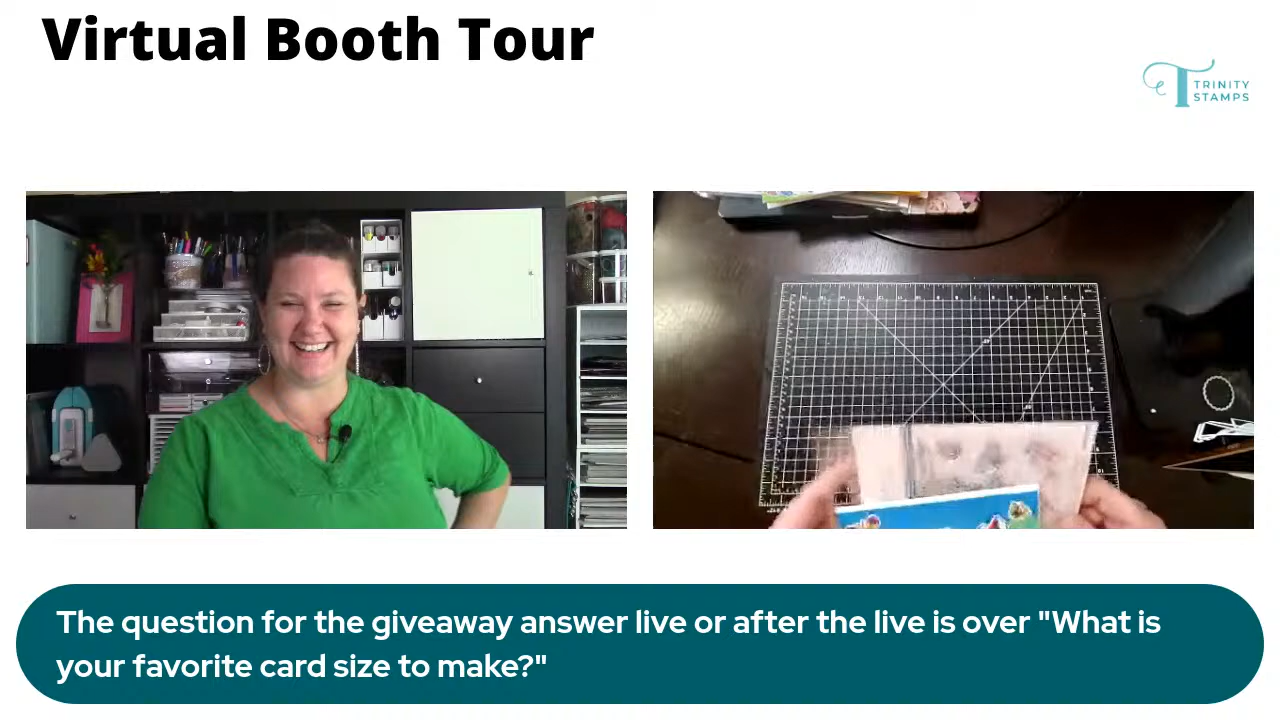 Virtual Booth Tour
TRINITY
STAMPS
The question for the giveaway answer live or after the live is over "What is
your favorite card size to make?"